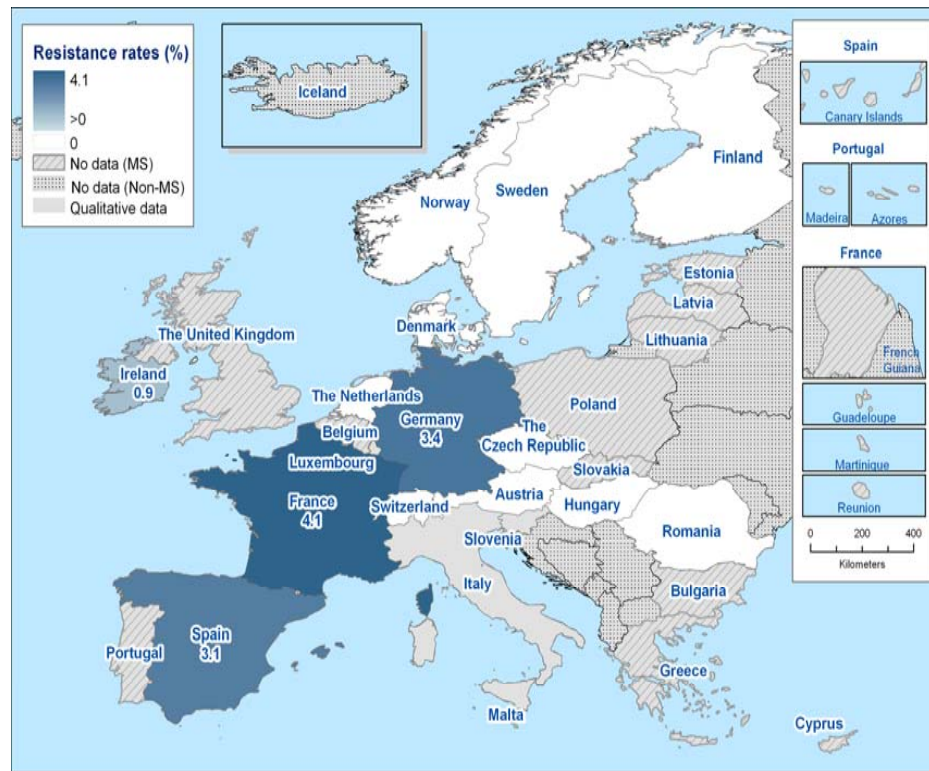 Resistance rates (%)
4.1
>0
0
No data (MS)
No data (Non-MS)
Qualitative data
Iceland
Spain
Canary Islands
Portugal
Madeira
Azores
France
French
Guiana
Guadeloupe
Martinique
Reunion
0 200 400
Kilometers
Finland
Norway
Sweden
Estonia
Latvia
Lithuania
Denmark
The United Kingdom
Ireland
0.9
The Netherlands
Belgium
Luxembourg
Germany
3.4
Poland
The
Czech Republic
Slovakia
France
4.1
Switzerland
Austria
Hungary
Slovenia
Romania
Italy
Bulgaria
Spain
3.1
Portugal
Greece
Malta
Cyprus